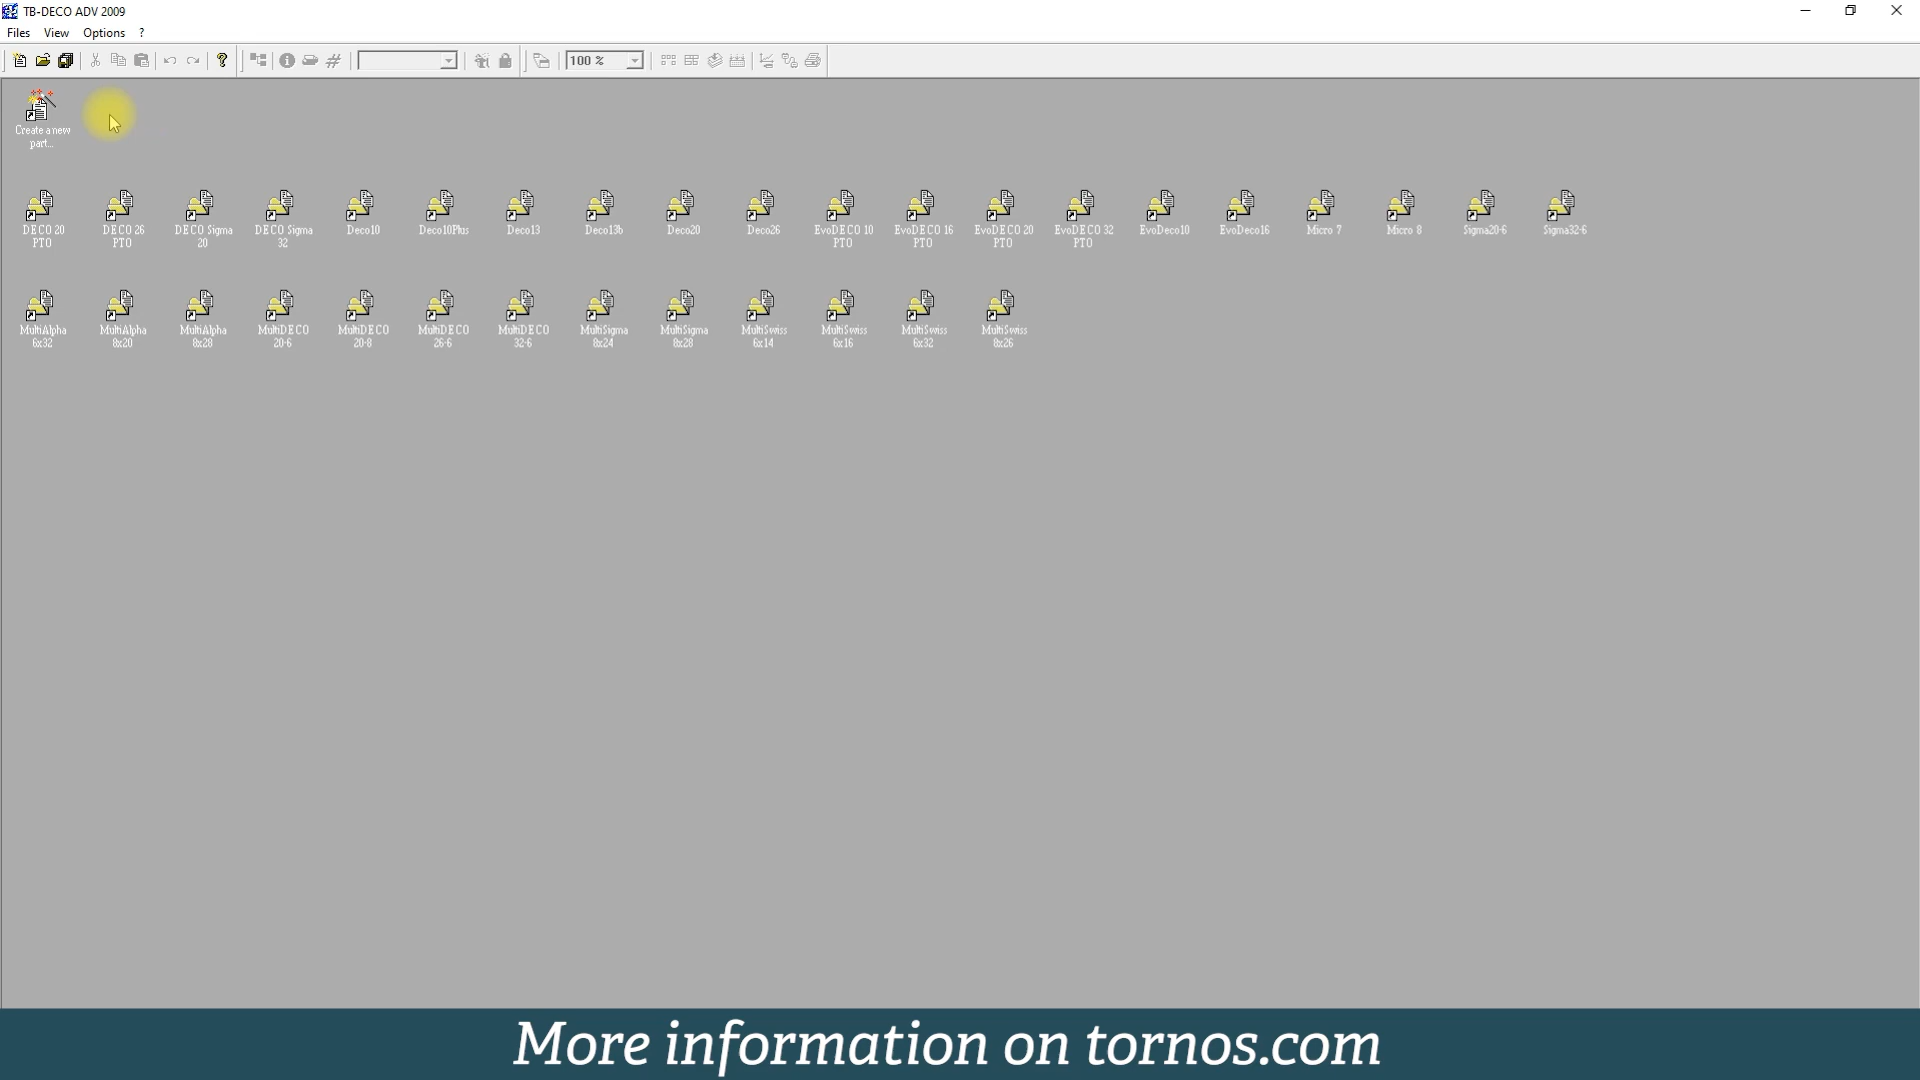 TB-DECO ADV 2009
Files View Options ?
100 %
Create a new
part...
DECO 20 DECO 26 DECO Sigma DECO Sigma Deco10 Deco10Plus Deco13 Deco13b Deco20 Deco26 EvoDECO 10 EvoDECO 16 EvoDECO 20 EvoDECO 32 EvoDeco10 EvoDeco16 Micro 7 Micro 8 Sigma20-6 Sigma32-6
PTO PTO 20 32 PTO PTO PTO PTO
MultiAlpha MultiAlpha MultiAlpha MultiDECO MultiDECO MultiDECO MultiDECO MultiSigma MultiSigma MultiSwiss MultiSwiss MultiSwiss MultiSwiss
6x32 8x20 8x28 20-6 20-8 26-6 32-6 8x24 8x28 6x14 6x16 6x32 8x26
More information on tornos.com